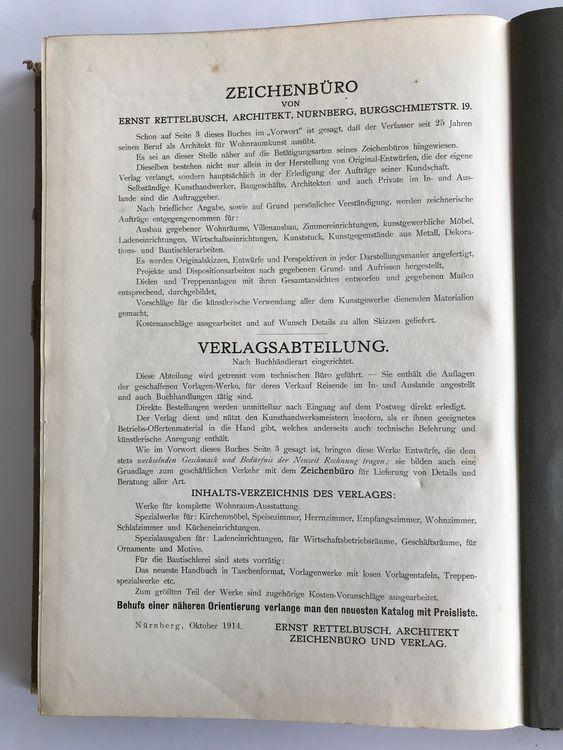 ZEICHENBÜRO
VON
ERNST RETTELBUSCH, ARCHITEKT, NÜRNBERG, BURGSCHMIETSTR. 19.
Schon auf Seite 3 dieses Buches im „Vorwort“ ist gesagt, daß der Verfasser seit 25 Jahren
seinen Beruf als Architekt für Wohnraumkunst ausübt.
Es sei an dieser Stelle näher auf die Betätigungsarten seines Zeichenbüros hingewiesen.
Dieselben bestehen nicht nur allein in der Herstellung von Original-Entwürfen, die der eigene
Verlag verlangt, sondern hauptsächlich in der Erledigung der Aufträge seiner Kundschaft.
Selbständige Kunsthandwerker, Baugeschäfte, Architekten und auch Private im In- und Aus-
lande sind die Auftraggeber.
Nach brieflicher Angabe, sowie auf Grund persönlicher Verständigung, werden zeichnerische
Aufträge entgegengenommen für:
Ausbau gegebener Wohnräume, Villenausbau, Zimmereinrichtungen, kunstgewerbliche Möbel,
Ladeneinrichtungen, Wirtschaftseinrichtungen, Kunststuck, Kunstgegenstände aus Metall, Dekora-
tions- und Bautischlerarbeiten.
Es werden Originalskizzen, Entwürfe und Perspektiven in jeder Darstellungsmanier angefertigt,
Projekte und Dispositionsarbeiten nach gegebenen Grund- und Aufrissen hergestellt,
Dielen und Treppenanlagen mit ihren Gesamtansichten entworfen und gegebenen Maßen
entsprechend, durchgebildet,
Vorschläge für die künstlerische Verwendung aller dem Kunstgewerbe dienenden Materialien
gemacht,
Kostenanschläge ausgearbeitet und auf Wunsch Details zu allen Skizzen geliefert.
VERLAGSABTEILUNG.
Nach Buchhändlerart eingerichtet.
Diese Abteilung wird getrennt vom technischen Büro geführt. — Sie enthält die Auflagen
der geschaffenen Vorlagen-Werke, für deren Verkauf Reisende im In- und Auslande angestellt
und auch Buchhandlungen tätig sind.
Direkte Bestellungen werden unmittelbar nach Eingang auf dem Postweg direkt erledigt.
Der Verlag dient und nützt den Kunsthandwerksmeistern insofern, als er ihnen geeignetes
Betriebs-Offertenmaterial in die Hand gibt, welches anderseits auch technische Belehrung und
künstlerische Anregung enthält.
Wie im Vorwort dieses Buches Seite 3 gesagt ist, bringen diese Werke Entwürfe, die dem
stets wechselnden Geschmack und Bedürfnis der Neuzeit Rechnung tragen; sie bilden auch eine
Grundlage zum geschäftlichen Verkehr mit dem Zeichenbüro für Lieferung von Details und
Beratung aller Art.
INHALTS-VERZEICHNIS DES VERLAGES:
Werke für komplette Wohnraum-Ausstattung.
Spezialwerke für: Kirchenmöbel, Speisezimmer, Herrnzimmer, Empfangszimmer, Wohnzimmer,
Schlafzimmer und Kücheneinrichtungen.
Spezialausgaben für: Ladeneinrichtungen, für Wirtschaftsbetriebsräume, Geschäftsräume, für
Ornamente und Motive.
Für die Bautischlerei sind stets vorrätig:
Das neueste Handbuch in Taschenformat, Vorlagenwerke mit losen Vorlagentafeln, Treppen-
spezialwerke etc.
Zum größten Teil der Werke sind zugehörige Kosten-Voranschläge ausgearbeitet.
Behufs einer näheren Orientierung verlange man den neuesten Katalog mit Preisliste.
Nürnberg, Oktober 1914.
ERNST RETTELBUSCH, ARCHITEKT
ZEICHENBÜRO UND VERLAG.